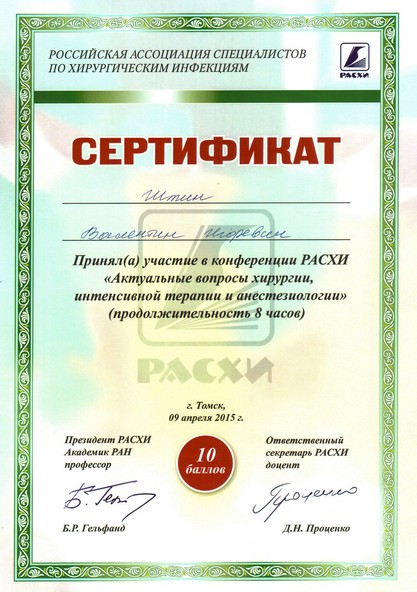 РОССИЙСКАЯ АССОЦИАЦИЯ СПЕЦИАЛИСТОВ
ПО ХИРУРГИЧЕСКИМ ИНФЕКЦИЯМ
РАСХИ
СЕРТИФИКАТ
Штин
Валентин Игоревич
Принял(а) участие в конференции РАСХИ
«Актуальные вопросы хирургии,
интенсивной терапии и анестезиологии»
(продолжительность 8 часов)
РАСХИ
г. Томск,
09 апреля 2015 г.
Президент РАСХИ
Академик РАН
профессор
10
баллов
Ответственный
секретарь РАСХИ
доцент
Б. Гель
Проценко
Б.Р. Гельфанд
Д.Н. Проценко